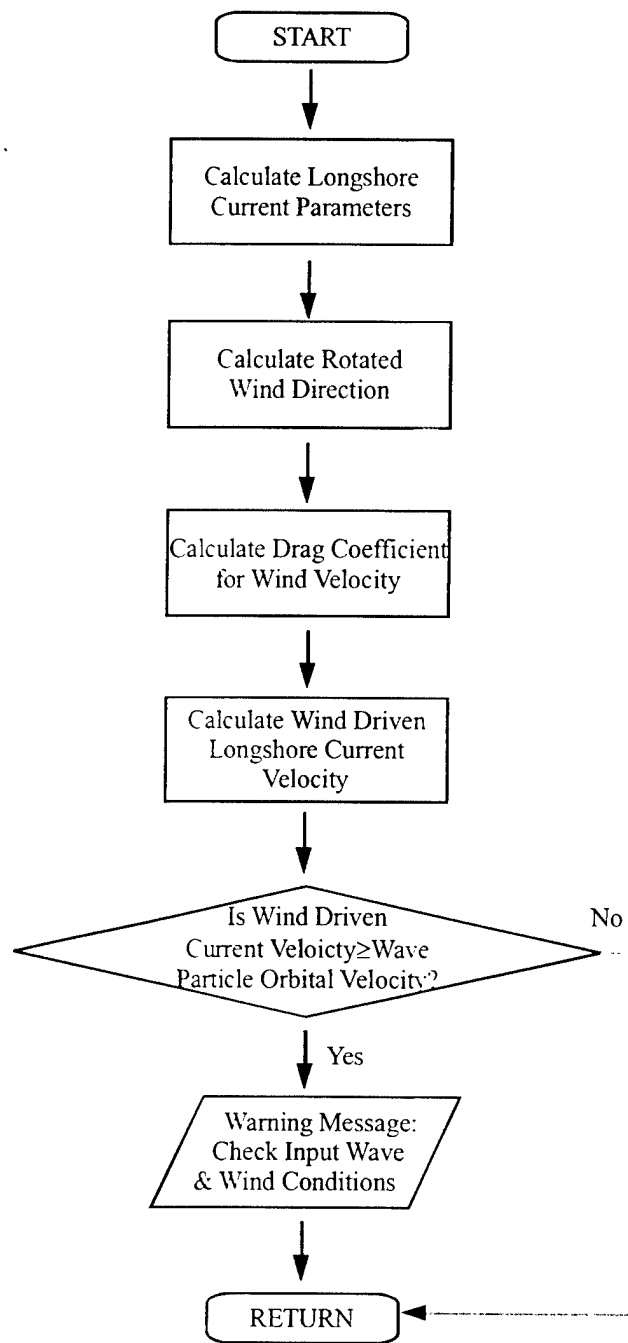 START
Calculate Longshore
Current Parameters
Calculate Rotated
Wind Direction
Calculate Drag Coefficient
for Wind Velocity
Calculate Wind Driven
Longshore Current
Velocity
Is Wind Driven
Current Veloicty≥Wave
Particle Orbital Velocity?
No
Yes
Warning Message:
Check Input Wave
& Wind Conditions
RETURN